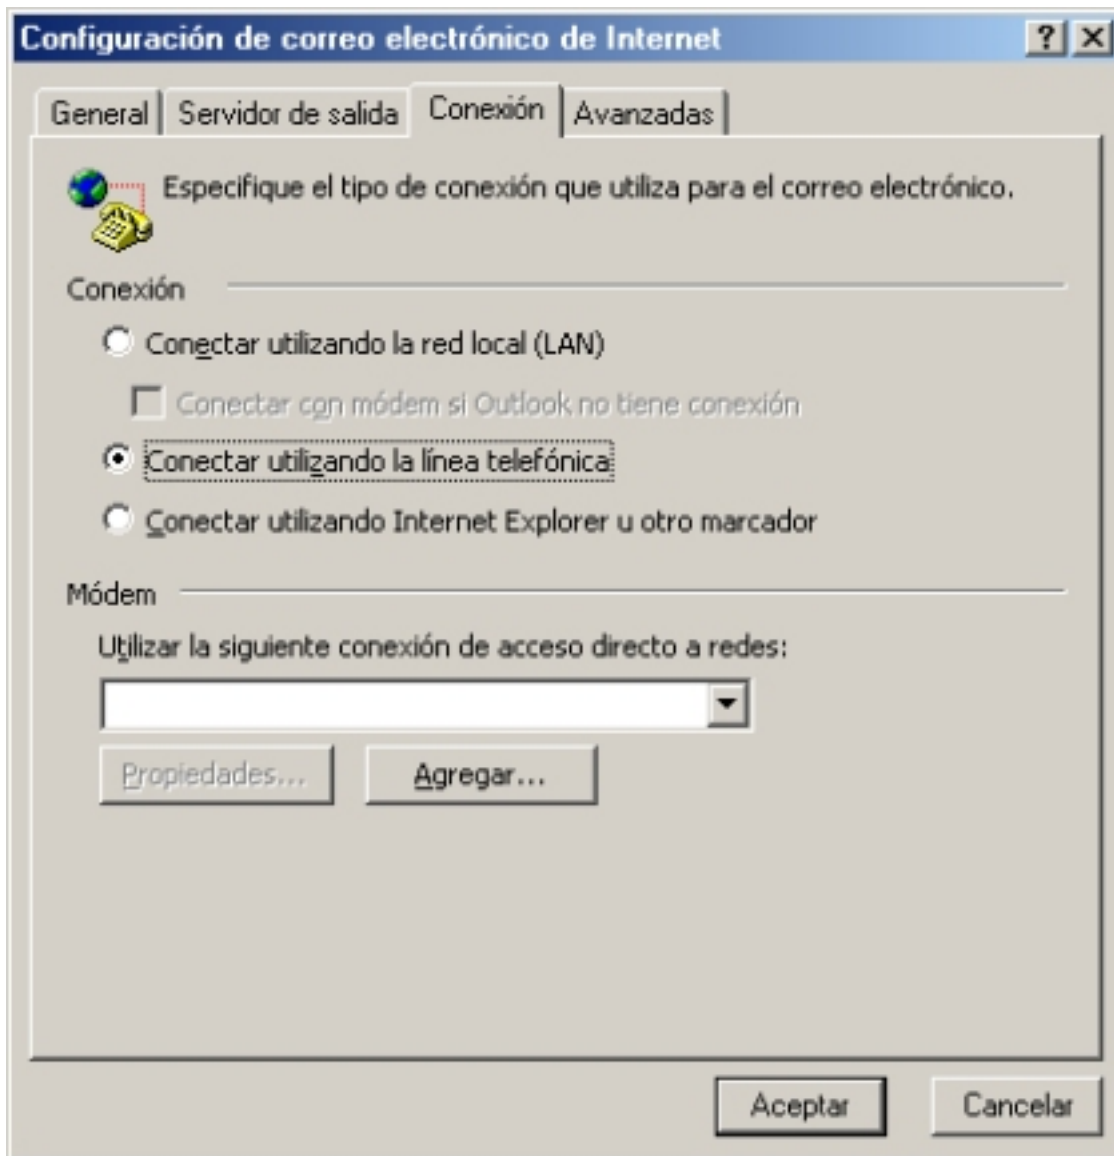 Configuración de correo electrónico de Internet
General Servidor de salida Conexión Avanzadas
Especifique el tipo de conexión que utiliza para el correo electrónico.
Conexión
Conectar utilizando la red local (LAN)
Conectar con módem si Outlook no tiene conexión
Conectar utilizando la línea telefónica
Conectar utilizando Internet Explorer u otro marcador
Módem
Utilizar la siguiente conexión de acceso directo a redes:
Propiedades... Agregar...
Aceptar Cancelar